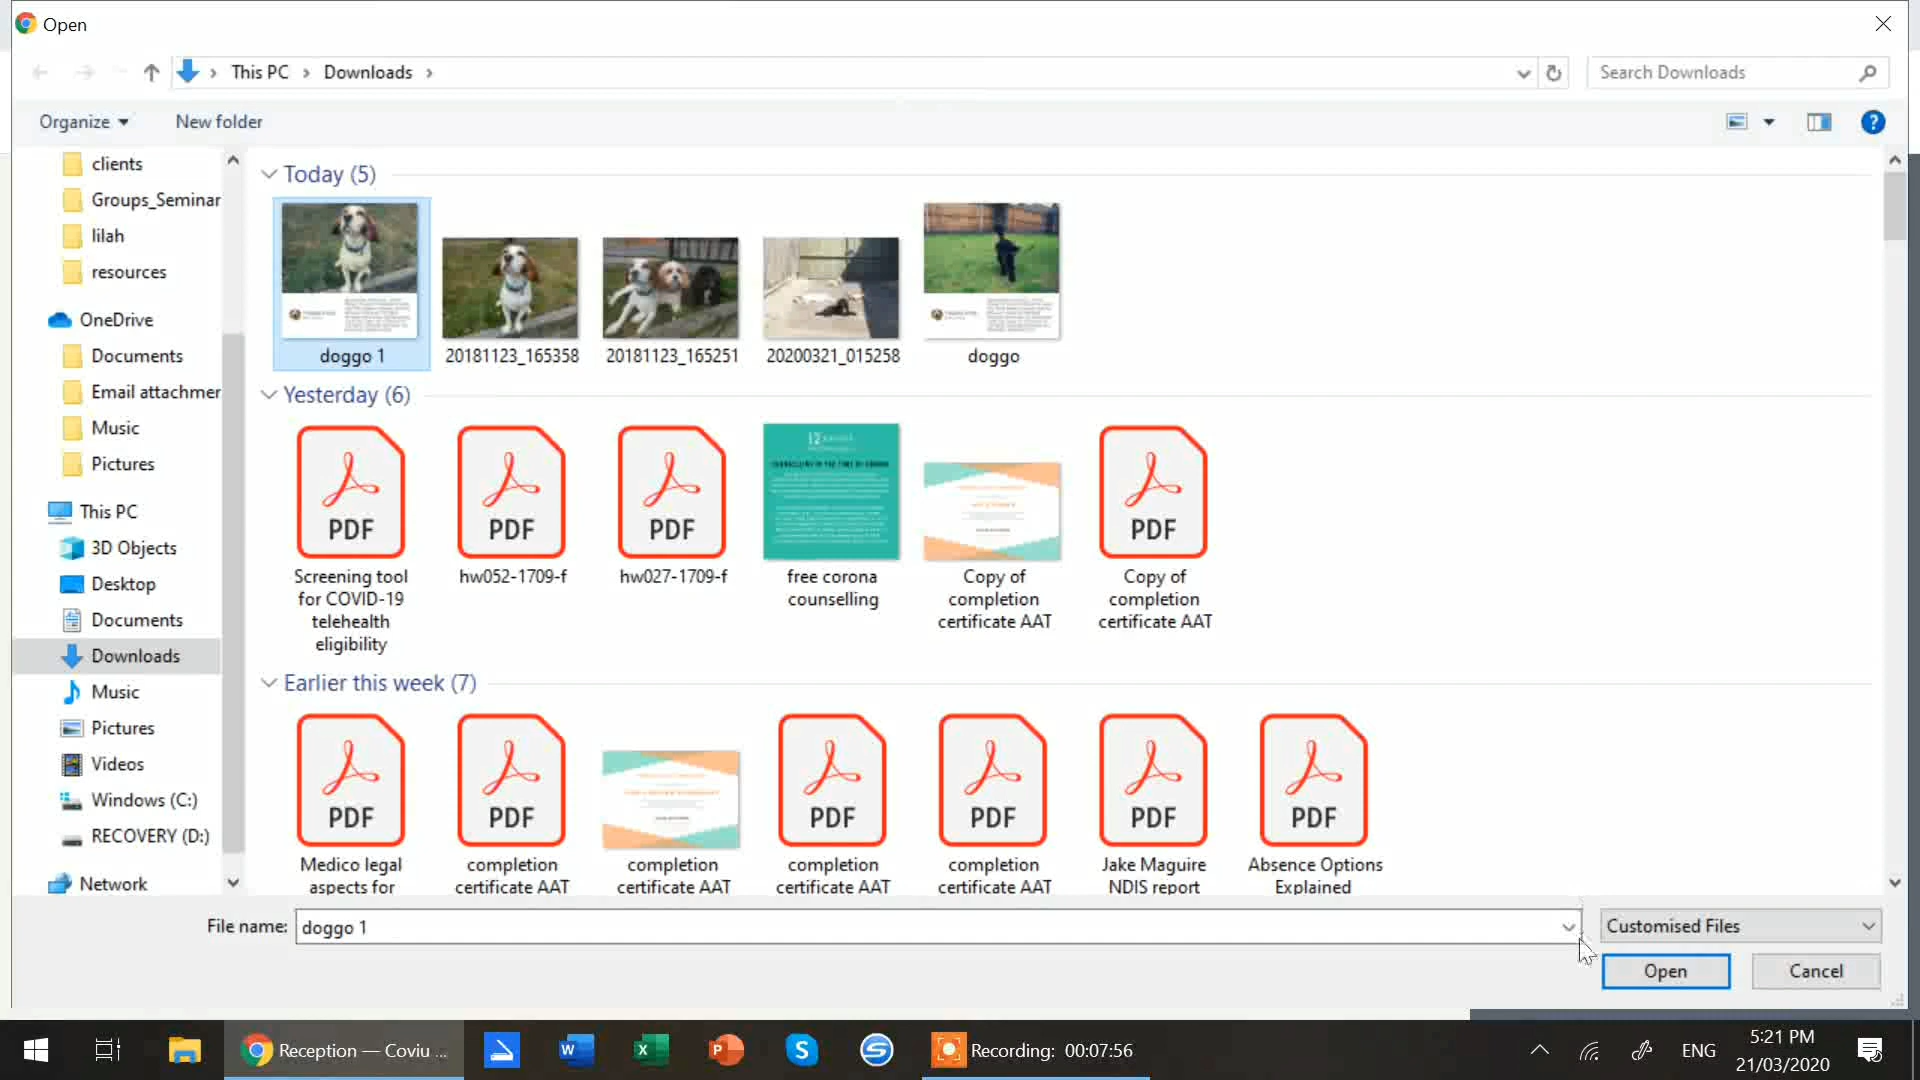 Open
This PC
Downloads
Search Downloads
Organize
New folder
clients
Groups_Seminar
lilah
resources
OneDrive
Documents
Email attachmer
Music
Pictures
This PC
3D Objects
Desktop
Documents
Downloads
Music
Pictures
Videos
Windows (C:)
RECOVERY (D:)
Network
Today (5)
doggo 1
20181123_165358
20181123_165251
20200321_015258
doggo
Yesterday (6)
PDF
PDF
PDF
PDF
Screening tool
for COVID-19
telehealth
eligibility
hw052-1709-f
hw027-1709-f
free corona
counselling
Copy of
completion
certificate AAT
Copy of
completion
certificate AAT
Earlier this week (7)
PDF
PDF
PDF
PDF
PDF
PDF
Medico legal
aspects for
completion
certificate AAT
completion
certificate AAT
completion
certificate AAT
completion
certificate AAT
Jake Maguire
NDIS report
Absence Options
Explained
File name:
doggo 1
Customised Files
Open
Cancel
Reception — Coviu ...
Recording: 00:07:56
ENG
5:21 PM
21/03/2020